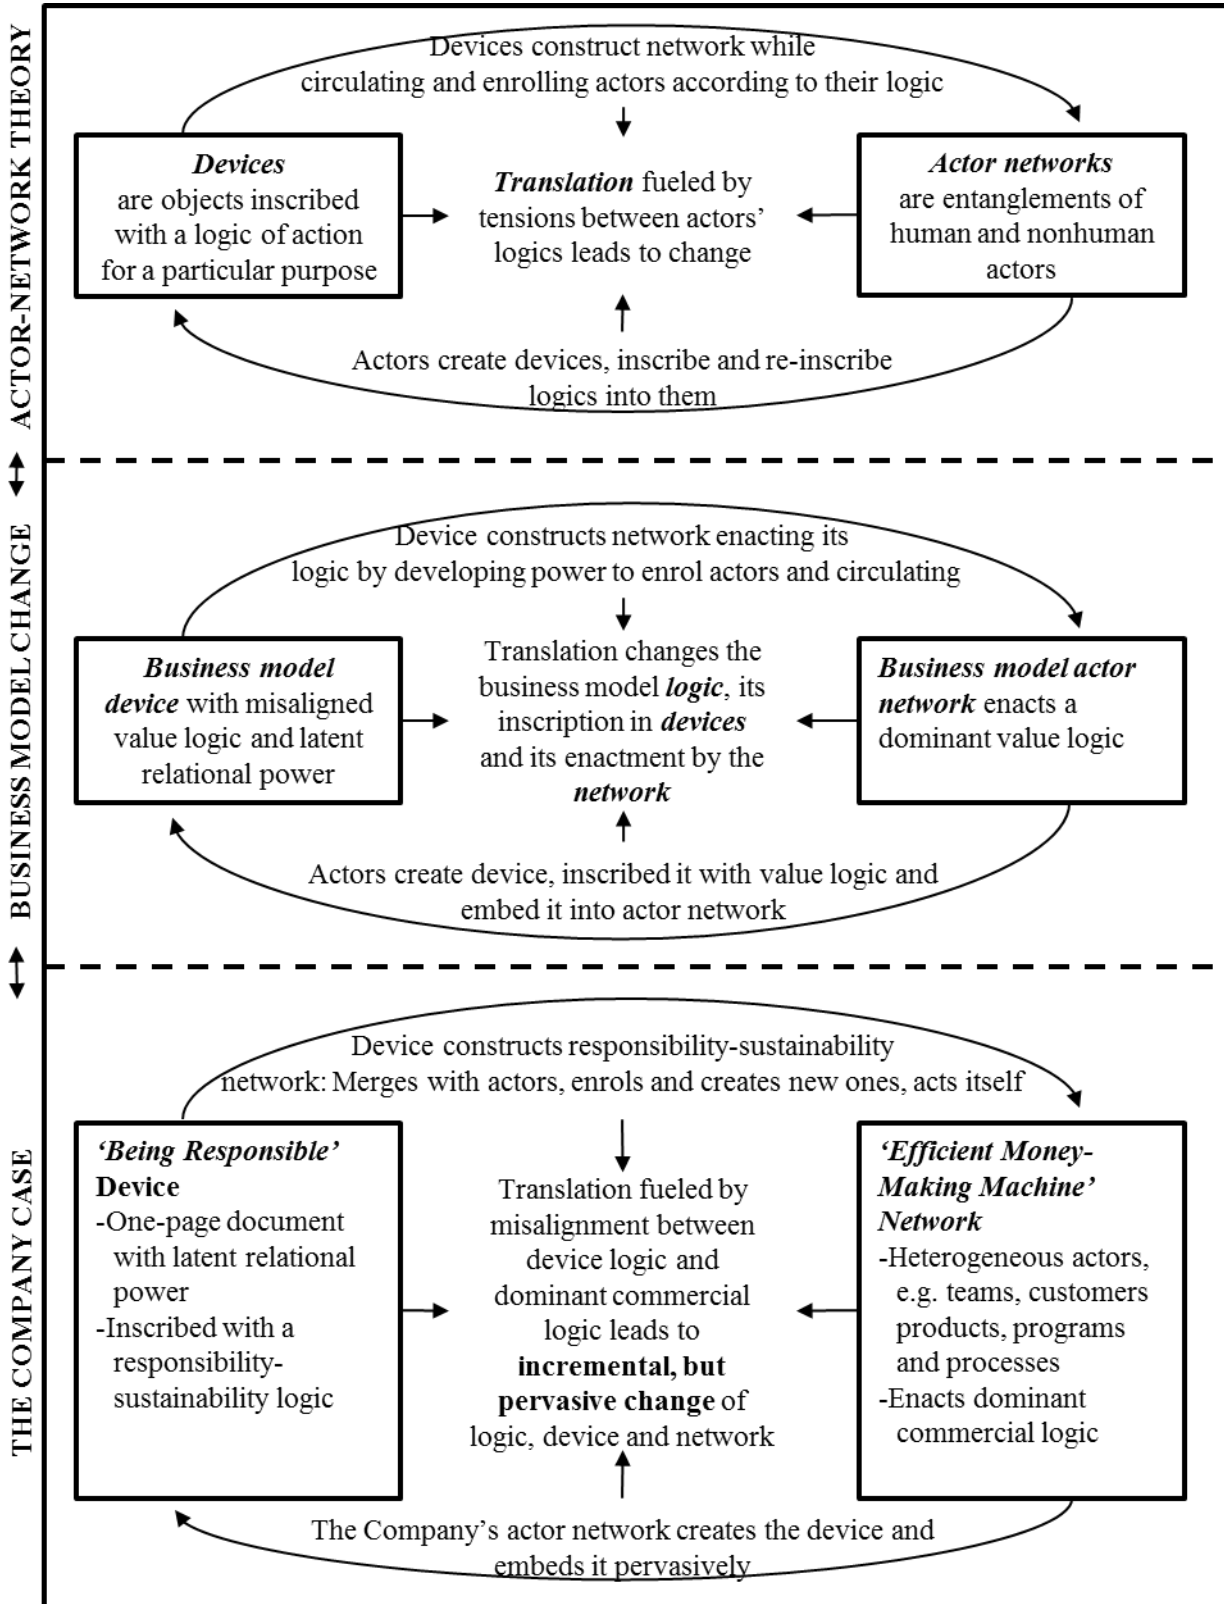 ACTOR-NETWORK THEORY
Devices construct network while
circulating and enrolling actors according to their logic
Devices
are objects inscribed
with a logic of action
for a particular purpose
Translation fueled by
tensions between actors’
logics leads to change
Actor networks
are entanglements of
human and nonhuman
actors
Actors create devices, inscribe and re-inscribe
logics into them
BUSINESS MODEL CHANGE
Device constructs network enacting its
logic by developing power to enrol actors and circulating
Business model
device with misaligned
value logic and latent
relational power
Translation changes the
business model logic, its
inscription in devices
and its enactment by the
network
Business model actor
network enacts a
dominant value logic
Actors create device, inscribed it with value logic and
embed it into actor network
THE COMPANY CASE
Device constructs responsibility-sustainability
network: Merges with actors, enrols and creates new ones, acts itself
‘Being Responsible’
Device
-One-page document
with latent relational
power
-Inscribed with a
responsibility-
sustainability logic
Translation fueled by
misalignment between
device logic and
dominant commercial
logic leads to
incremental, but
pervasive change of
logic, device and network
‘Efficient Money-
Making Machine’
Network
-Heterogeneous actors,
e.g. teams, customers
products, programs
and processes
-Enacts dominant
commercial logic
The Company’s actor network creates the device and
embeds it pervasively